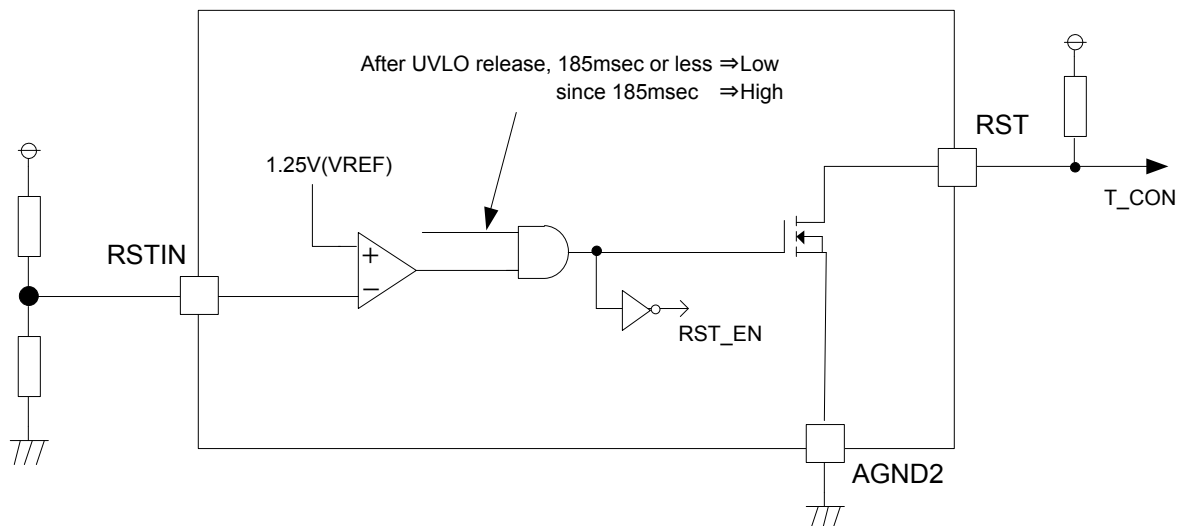 After UVLO release, 185msec or less ⇒Low
since 185msec ⇒High
RST
1.25V(VREF)
T_CON
RSTIN
+
−
RST_EN
AGND2